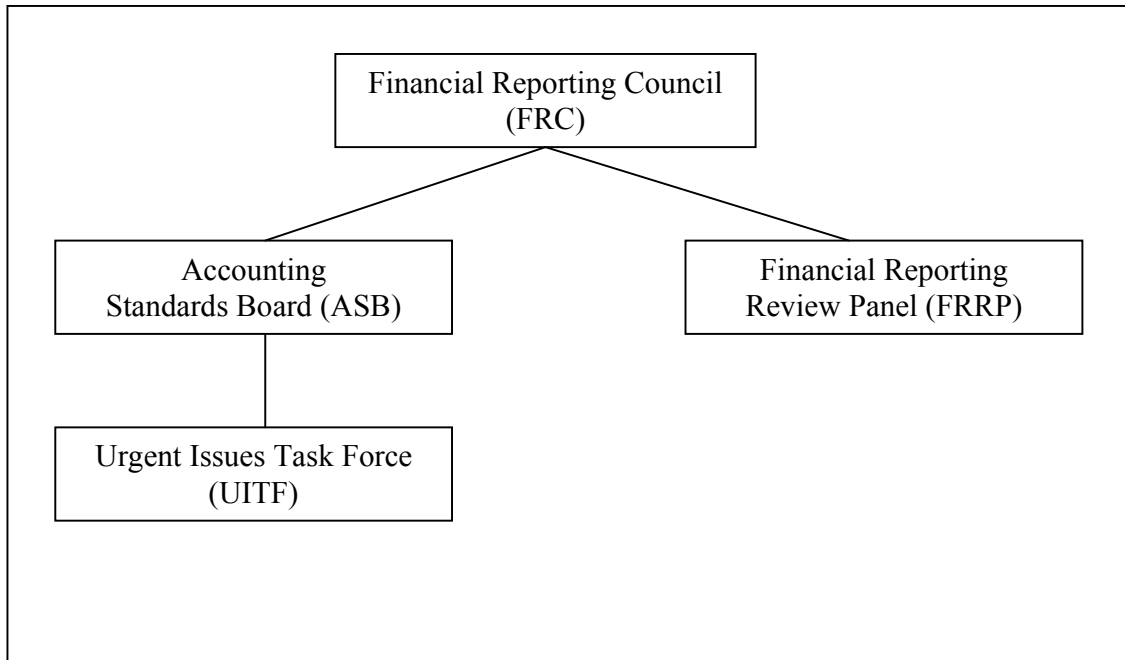 Financial Reporting Council
(FRC)
Accounting
Standards Board (ASB)
Financial Reporting
Review Panel (FRRP)
Urgent Issues Task Force
(UITF)